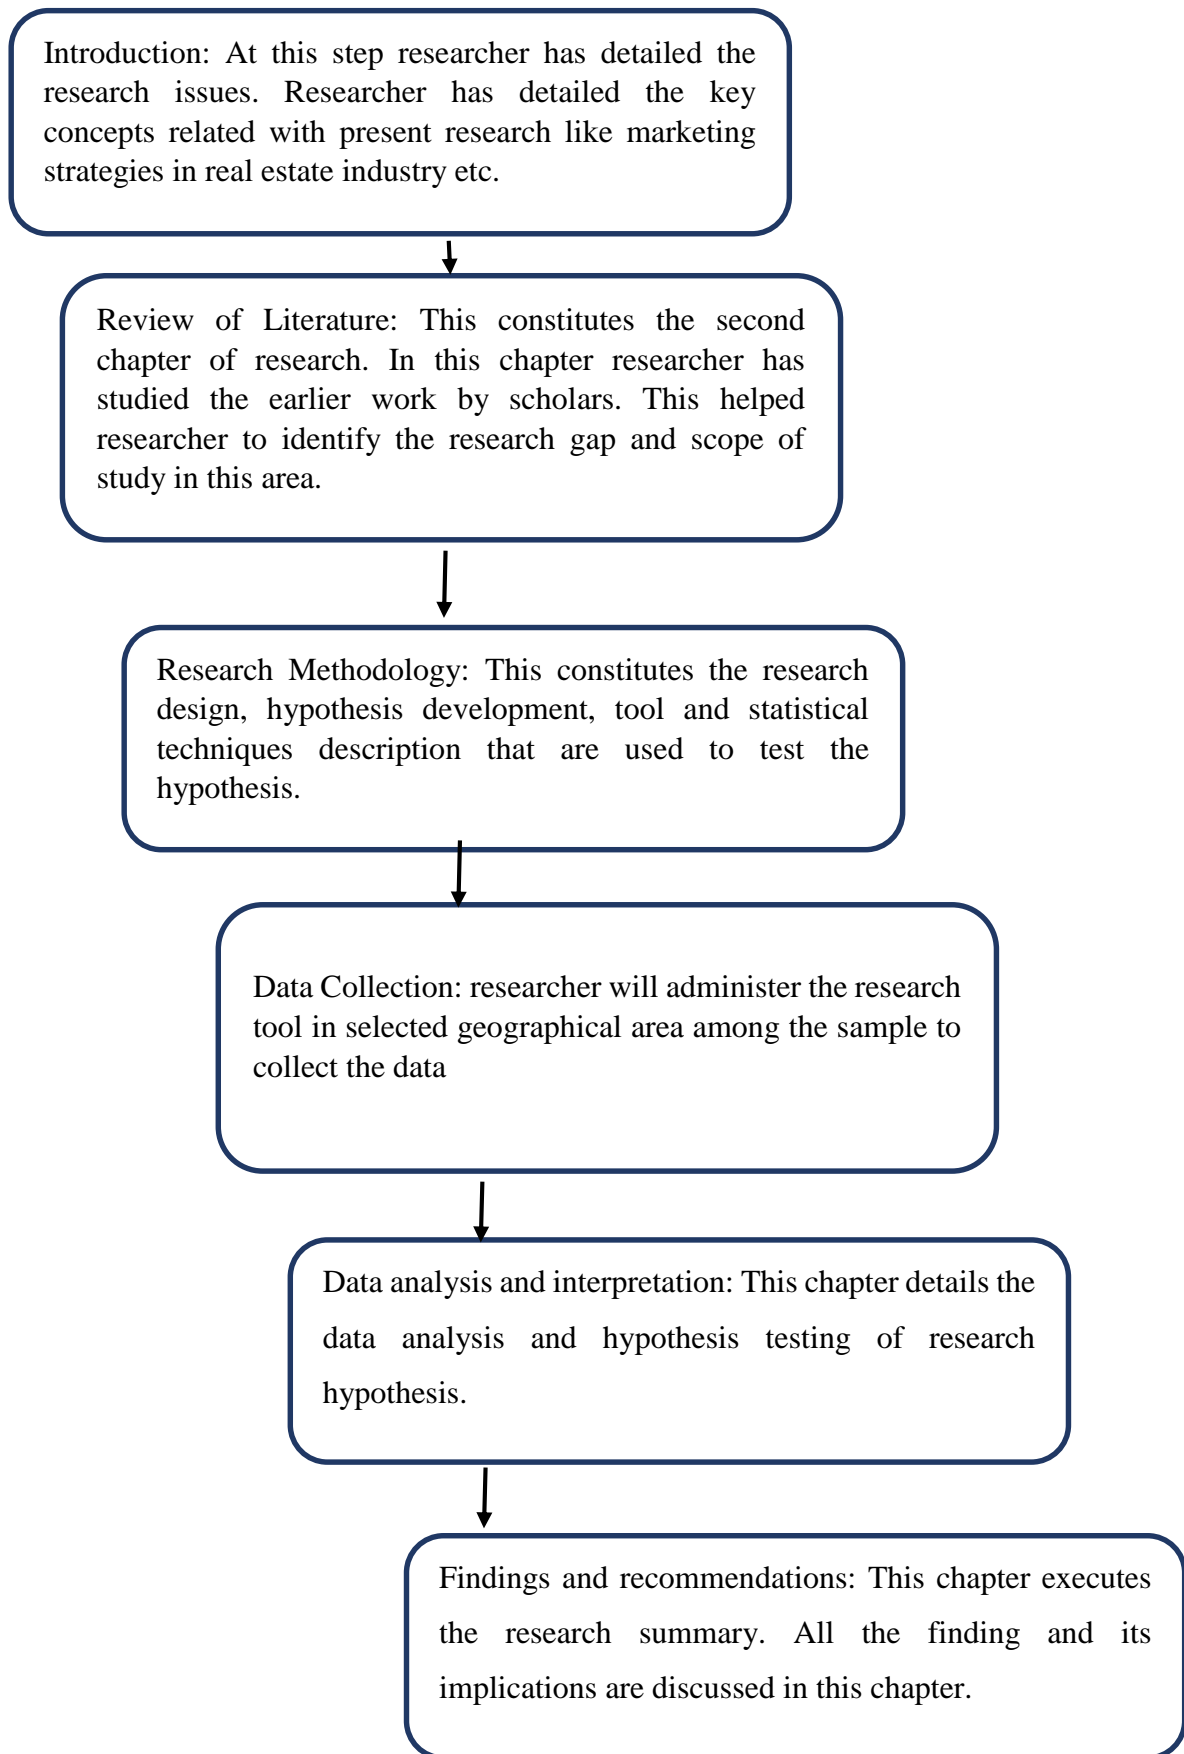 Introduction: At this step researcher has detailed the
research issues. Researcher has detailed the key
concepts related with present research like marketing
strategies in real estate industry etc.
Review of Literature: This constitutes the second
chapter of research. In this chapter researcher has
studied the earlier work by scholars. This helped
researcher to identify the research gap and scope of
study in this area.
Research Methodology: This constitutes the research
design, hypothesis development, tool and statistical
techniques description that are used to test the
hypothesis.
Data Collection: researcher will administer the research
tool in selected geographical area among the sample to
collect the data
Data analysis and interpretation: This chapter details the
data analysis and hypothesis testing of research
hypothesis.
Findings and recommendations: This chapter executes
the research summary. All the finding and its
implications are discussed in this chapter.